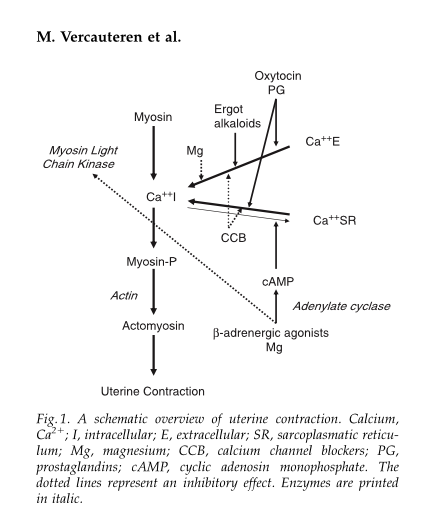 M. Vercauteren et al.
Oxytocin
PG
Ergot
alkaloids
Myosin
Ca++E
Myosin Light
Chain Kinase
Mg
Ca++I
Ca++SR
CCB
Myosin-P
cAMP
Actin
Adenylate cyclase
Actomyosin
β-adrenergic agonists
Mg
Uterine Contraction
Fig. 1. A schematic overview of uterine contraction. Calcium,
Ca2+; I, intracellular; E, extracellular; SR, sarcoplasmatic reticu-
lum; Mg, magnesium; CCB, calcium channel blockers; PG,
prostaglandins; cAMP, cyclic adenosin monophosphate. The
dotted lines represent an inhibitory effect. Enzymes are printed
in italic.